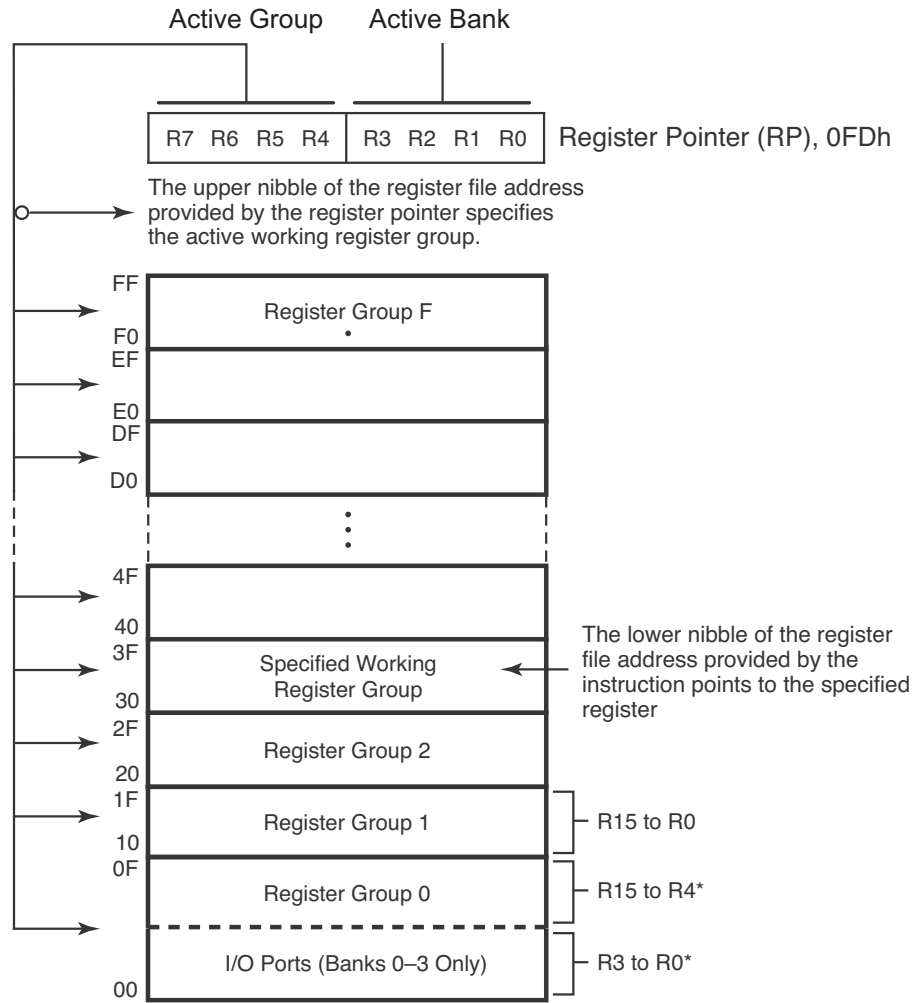 Active Group
Active Bank
R7 R6 R5 R4 R3 R2 R1 R0
Register Pointer (RP), 0FDh
The upper nibble of the register file address
provided by the register pointer specifies
the active working register group.
FF
Register Group F
F0
EF
E0
DF
D0
4F
40
3F
Specified Working
Register Group
30
The lower nibble of the register
file address provided by the
instruction points to the specified
register
2F
Register Group 2
20
1F
Register Group 1
10
R15 to R0
0F
Register Group 0
R15 to R4*
I/O Ports (Banks 0–3 Only)
R3 to R0*
00